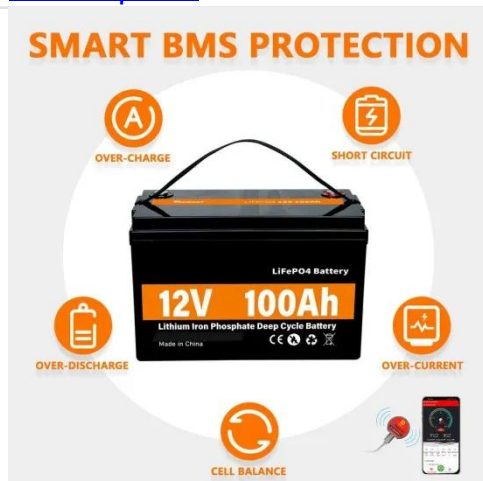 SMART BMS PROTECTION
OVER-CHARGE
SHORT CIRCUIT
LiFePO4 Battery
12V 100Ah
Lithium Iron Phosphate Deep Cycle Battery
Made in China
CE
OVER-DISCHARGE
OVER-CURRENT
CELL BALANCE